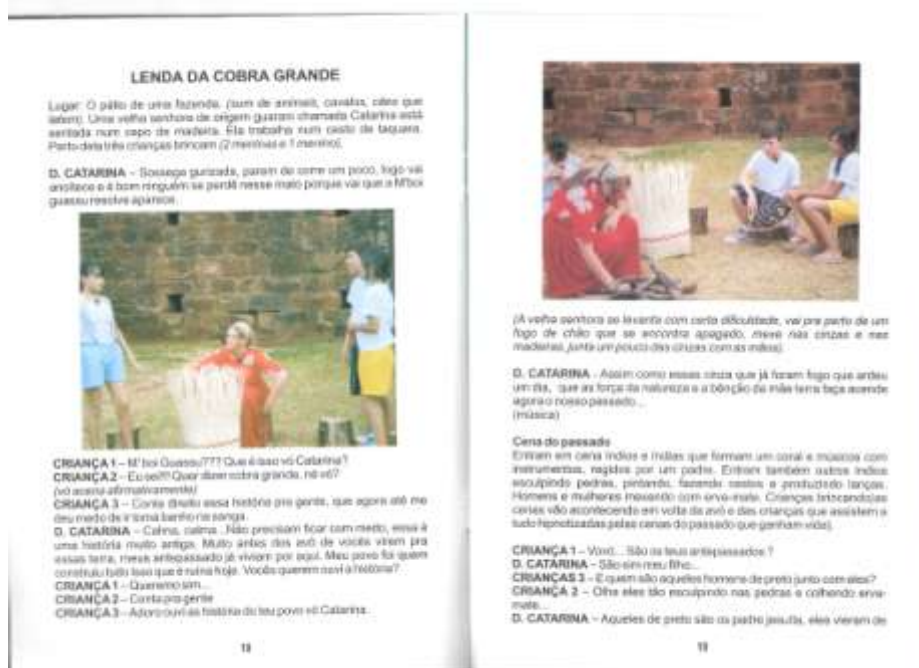 LENDA DA COBRA GRANDE
Lugar: O pátio de uma fazenda. (som de animais, cavalos, cães que
latem). Uma velha senhora de origem guarani chamada Catarina está
sentada num cepo de madeira. Ela trabalha num cesto de taquara.
Perto dela três crianças brincam (2 meninas e 1 menino).
D. CATARINA – Sossega gurizada, parem de corre um poco, logo vai
anoitece e é bom ninguém se perdê nesse mato porque vai que a M'boi
guassu resolve aparece.
CRIANÇA 1 – M' boi Guassu??? Que é isso vó Catarina?
CRIANÇA 2 – Eu sei!!! Quer dizer cobra grande, né vó?
(vó acena afirmativamente)
CRIANÇA 3 – Conta direito essa história pra gente, que agora até me
deu medo de ir tomá banho na sanga.
D. CATARINA – Calma, calma...Não precisam ficar com medo, essa é
uma história muito antiga. Muito antes dos avô de vocês virem pra
essas terra, meus antepassado já viviam por aqui. Meu povo foi quem
construiu tudo isso que é ruína hoje. Vocês querem ouvi a história?
CRIANÇA 1 – Queremo sim...
CRIANÇA 2 – Conta pra gente
CRIANÇA 3 – Adoro ouvi as história do teu povo vó Catarina.
18
(A velha senhora se levanta com certa dificuldade, vai pra perto de um
fogo de chão que se encontra apagado, mexe nas cinzas e nas
madeiras, junta um pouco das cinzas com as mãos).
D. CATARINA - Assim como essas cinza que já foram fogo que ardeu
um dia, que as força da natureza e a bênção da mãe terra faça acende
agora o nosso passado...
(música)
Cena do passado
Entram em cena índios e índias que formam um coral e músicos com
instrumentos, regidos por um padre. Entram também outros índios
esculpindo pedras, pintando, fazendo cestos e produzindo lanças.
Homens e mulheres mexendo com erva-mate. Crianças brincando(as
cenas vão acontecendo em volta da avó e das crianças que assistem a
tudo hipnotizadas pelas cenas do passado que ganham vida).
CRIANÇA 1 – Vovó... São os teus antepassados ?
D. CATARINA – São sim meu filho...
CRIANÇAS 3 – E quem são aqueles homens de preto junto com eles?
CRIANÇA 2 – Olha eles tão esculpindo nas pedras e colhendo erva-
mate...
D. CATARINA – Aqueles de preto são os padre jesuíta, eles vieram de
19